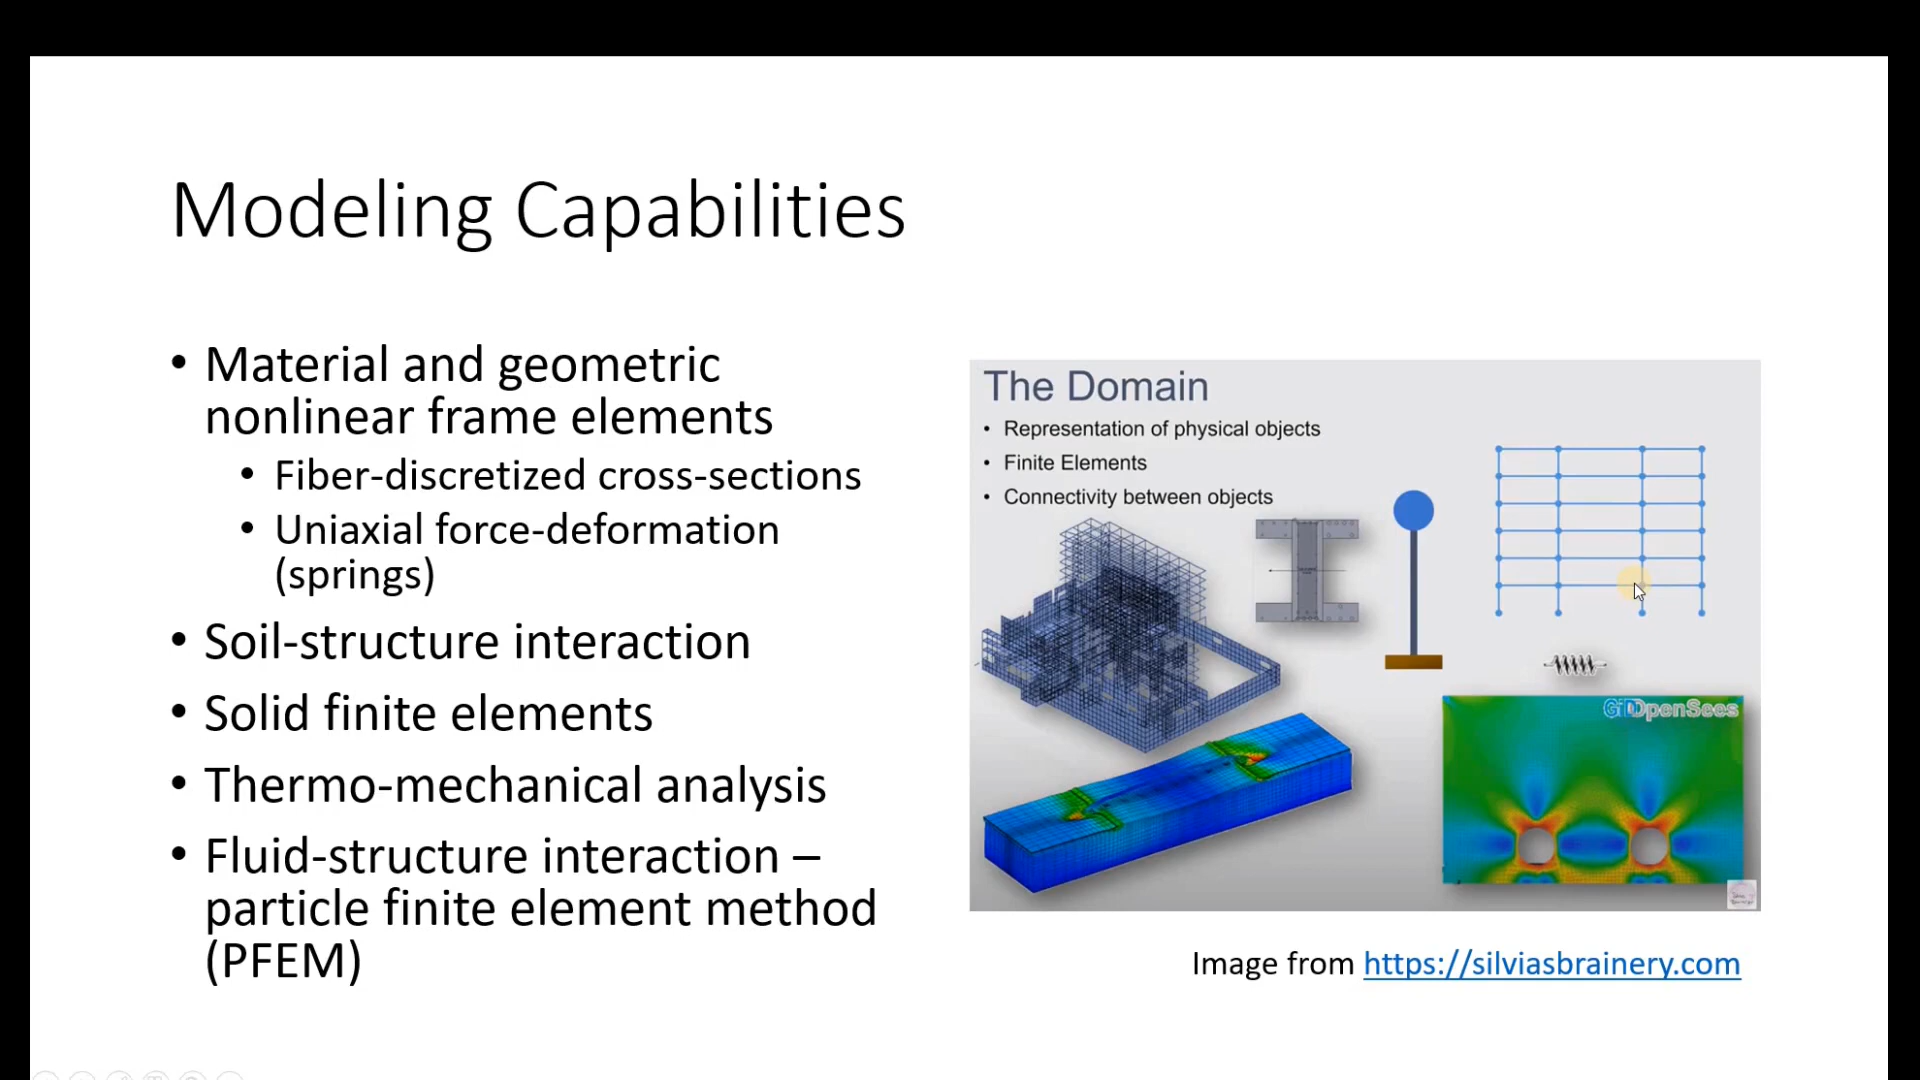 Modeling Capabilities
• Material and geometric
nonlinear frame elements
• Fiber-discretized cross-sections
• Uniaxial force-deformation
(springs)
• Soil-structure interaction
• Solid finite elements
• Thermo-mechanical analysis
• Fluid-structure interaction –
particle finite element method
(PFEM)
The Domain
• Representation of physical objects
• Finite Elements
• Connectivity between objects
OpenSees
Image from https://silviasbrainery.com